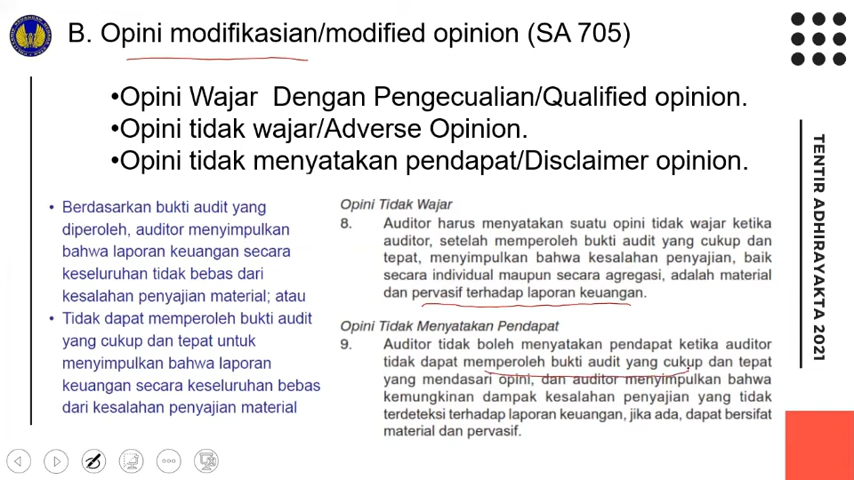 B. Opini modifikasian/modified opinion (SA 705)
•Opini Wajar Dengan Pengecualian/Qualified opinion.
•Opini tidak wajar/Adverse Opinion.
•Opini tidak menyatakan pendapat/Disclaimer opinion.
• Berdasarkan bukti audit yang
diperoleh, auditor menyimpulkan
bahwa laporan keuangan secara
keseluruhan tidak bebas dari
kesalahan penyajian material; atau
• Tidak dapat memperoleh bukti audit
yang cukup dan tepat untuk
menyimpulkan bahwa laporan
keuangan secara keseluruhan bebas
dari kesalahan penyajian material
Opini Tidak Wajar
8. Auditor harus menyatakan suatu opini tidak wajar ketika
auditor, setelah memperoleh bukti audit yang cukup dan
tepat, menyimpulkan bahwa kesalahan penyajian, baik
secara individual maupun secara agregasi, adalah material
dan pervasif terhadap laporan keuangan.
Opini Tidak Menyatakan Pendapat
9. Auditor tidak boleh menyatakan pendapat ketika auditor
tidak dapat memperoleh bukti audit yang cukup dan tepat
yang mendasari opini, dan auditor menyimpulkan bahwa
kemungkinan dampak kesalahan penyajian yang tidak
terdeteksi terhadap laporan keuangan, jika ada, dapat bersifat
material dan pervasif.
TENTIR ADHIRAYAKTA 2021